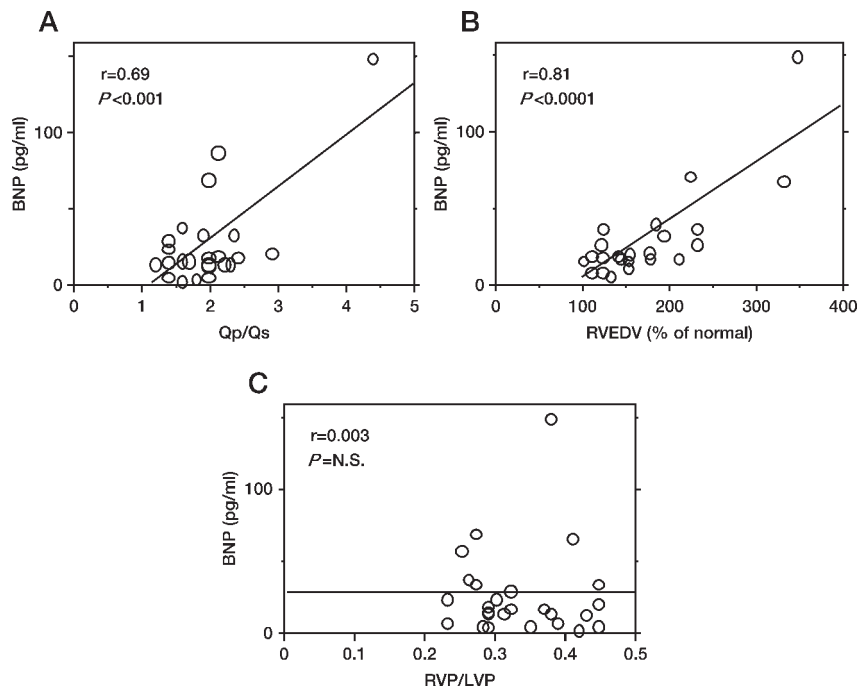 A
r=0.69
P<0.001
BNP (pg/ml)
100
0
0
1
2
3
4
5
Qp/Qs
B
r=0.81
P<0.0001
BNP (pg/ml)
100
0
0
100
200
300
400
RVEDV (% of normal)
C
r=0.003
P=N.S.
BNP (pg/ml)
100
0
0
0.1
0.2
0.3
0.4
0.5
RVP/LVP